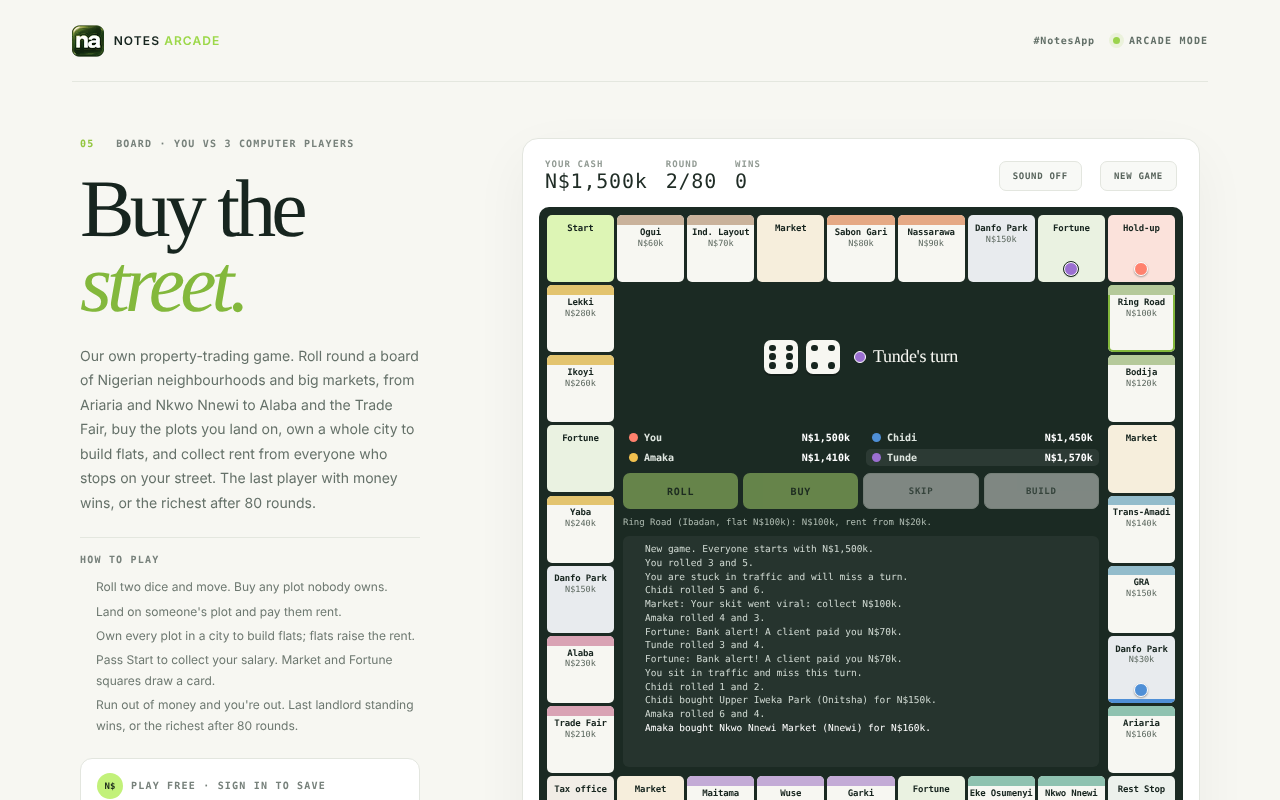 na NOTES ARCADE
#NotesApp ARCADE MODE
05 BOARD · YOU VS 3 COMPUTER PLAYERS
Buy the
street.
Our own property-trading game. Roll round a board
of Nigerian neighbourhoods and big markets, from
Ariaria and Nkwo Nnewi to Alaba and the Trade
Fair, buy the plots you land on, own a whole city to
build flats, and collect rent from everyone who
stops on your street. The last player with money
wins, or the richest after 80 rounds.
HOW TO PLAY
Roll two dice and move. Buy any plot nobody owns.
Land on someone's plot and pay them rent.
Own every plot in a city to build flats; flats raise the rent.
Pass Start to collect your salary. Market and Fortune
squares draw a card.
Run out of money and you're out. Last landlord standing
wins, or the richest after 80 rounds.
N$ PLAY FREE · SIGN IN TO SAVE
YOUR CASH ROUND WINS
N$1,500k 2/80 0
SOUND OFF NEW GAME
Start
Ogui
N$60k
Ind. Layout
N$70k
Market
Sabon Gari
N$80k
Nassarawa
N$90k
Danfo Park
N$150k
Fortune
Hold-up
Lekki
N$280k
Ring Road
N$100k
Tunde's turn
Ikoyi
N$260k
Bodija
N$120k
Fortune
Market
You N$1,500k
Chidi N$1,450k
Amaka N$1,410k
Tunde N$1,570k
ROLL BUY SKIP BUILD
Yaba
N$240k
Trans-Amadi
N$140k
Ring Road (Ibadan, flat N$100k): N$100k, rent from N$20k.
New game. Everyone starts with N$1,500k.
You rolled 3 and 5.
You are stuck in traffic and will miss a turn.
Chidi rolled 5 and 6.
Market: Your skit went viral: collect N$100k.
Amaka rolled 4 and 3.
Fortune: Bank alert! A client paid you N$70k.
Tunde rolled 3 and 4.
Fortune: Bank alert! A client paid you N$70k.
You sit in traffic and miss this turn.
Chidi rolled 1 and 2.
Chidi bought Upper Iweka Park (Onitsha) for N$150k.
Amaka rolled 6 and 4.
Amaka bought Nkwo Nnewi Market (Nnewi) for N$160k.
Danfo Park
N$150k
GRA
N$150k
Alaba
N$230k
Danfo Park
N$30k
Trade Fair
N$210k
Ariaria
N$160k
Tax office
Market
Maitama
Wuse
Garki
Fortune
Eke Osumenyi
Nkwo Nnewi
Rest Stop